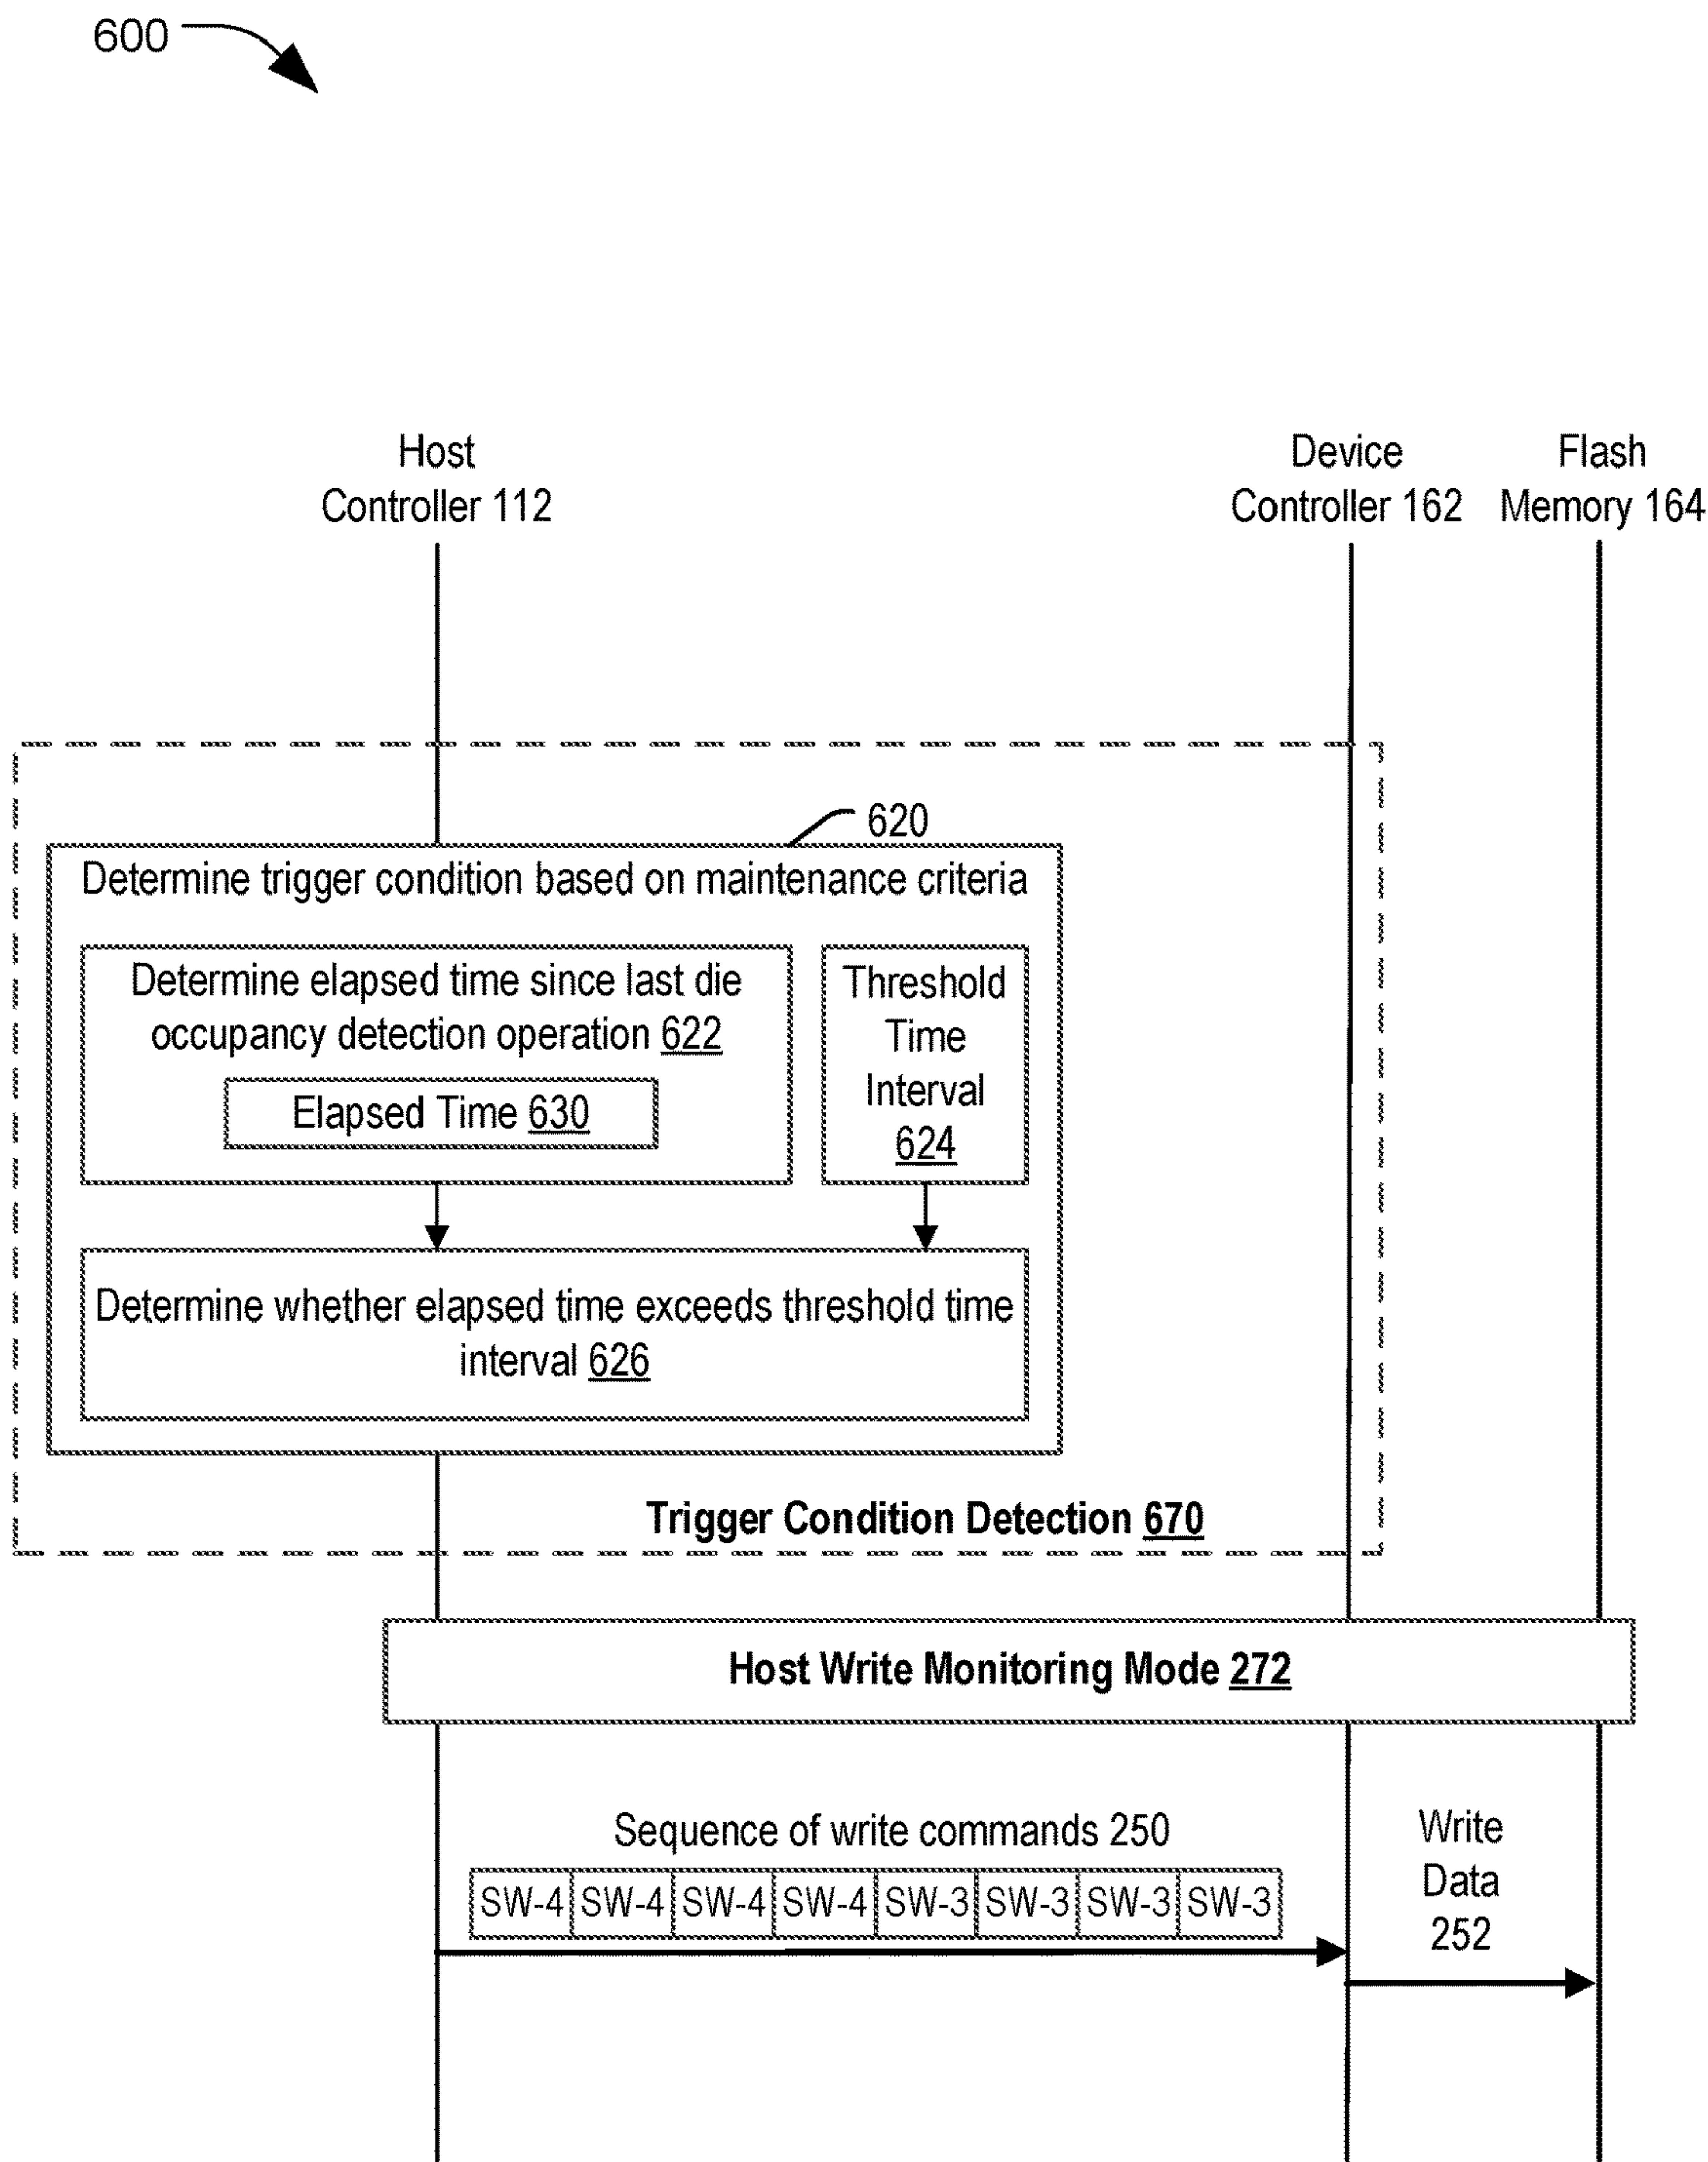 600
Host
Controller 112
Device
Controller 162
Flash
Memory 164
620
Determine trigger condition based on maintenance criteria
Determine elapsed time since last die
occupancy detection operation 622
Elapsed Time 630
Threshold
Time
Interval
624
Determine whether elapsed time exceeds threshold time
interval 626
Trigger Condition Detection 670
Host Write Monitoring Mode 272
Sequence of write commands 250
SW-4 SW-4 SW-4 SW-4 SW-3 SW-3 SW-3 SW-3
Write
Data
252